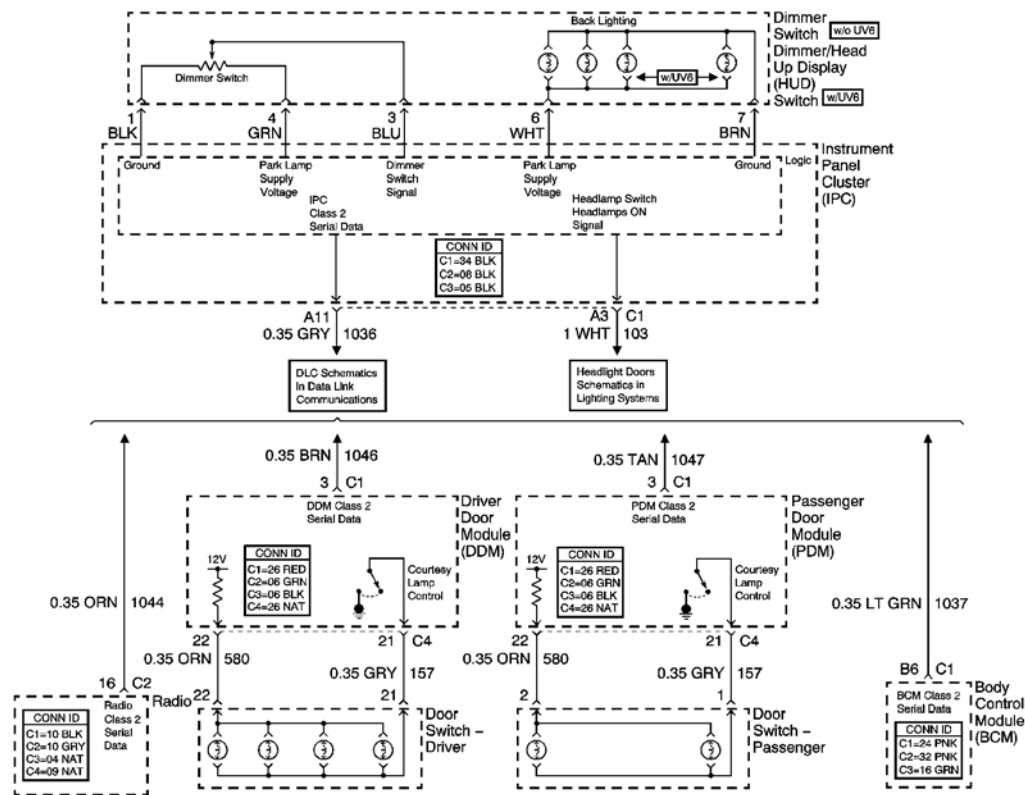 Back Lighting
Dimmer Switch
w/UV6
Dimmer
Switch w/o UV6
Dimmer/Head
Up Display
(HUD)
Switch w/UV6
1
BLK
4
GRN
3
BLU
6
WHT
7
BRN
Ground
Park Lamp
Supply
Voltage
Dimmer
Switch
Signal
Park Lamp
Supply
Voltage
Ground
Logic
Instrument
Panel
Cluster
(IPC)
IPC
Class 2
Serial Data
Headlamp Switch
Headlamps ON
Signal
CONN ID
C1=34 BLK
C2=08 BLK
C3=05 BLK
A11
0.35 GRY 1036
A3 C1
1 WHT 103
DLC Schematics
In Data Link
Communications
Headlight Doors
Schematics in
Lighting Systems
0.35 BRN 1046
3 C1
0.35 TAN 1047
3 C1
DDM Class 2
Serial Data
Driver
Door
Module
(DDM)
12V
CONN ID
C1=26 RED
C2=06 GRN
C3=06 BLK
C4=26 NAT
Courtesy
Lamp
Control
PDM Class 2
Serial Data
Passenger
Door
Module
(PDM)
12V
CONN ID
C1=26 RED
C2=06 GRN
C3=06 BLK
C4=26 NAT
Courtesy
Lamp
Control
0.35 ORN 1044
0.35 LT GRN 1037
22
0.35 ORN 580
22
21 C4
0.35 GRY 157
21
22
0.35 ORN 580
2
21 C4
0.35 GRY 157
1
16 C2
Radio
Radio
Class 2
Serial
Data
CONN ID
C1=10 BLK
C2=10 GRY
C3=04 NAT
C4=09 NAT
Door
Switch –
Driver
Door
Switch –
Passenger
B6 C1
BCM Class 2
Serial Data
CONN ID
C1=24 PNK
C2=32 PNK
C3=16 GRN
Body
Control
Module
(BCM)